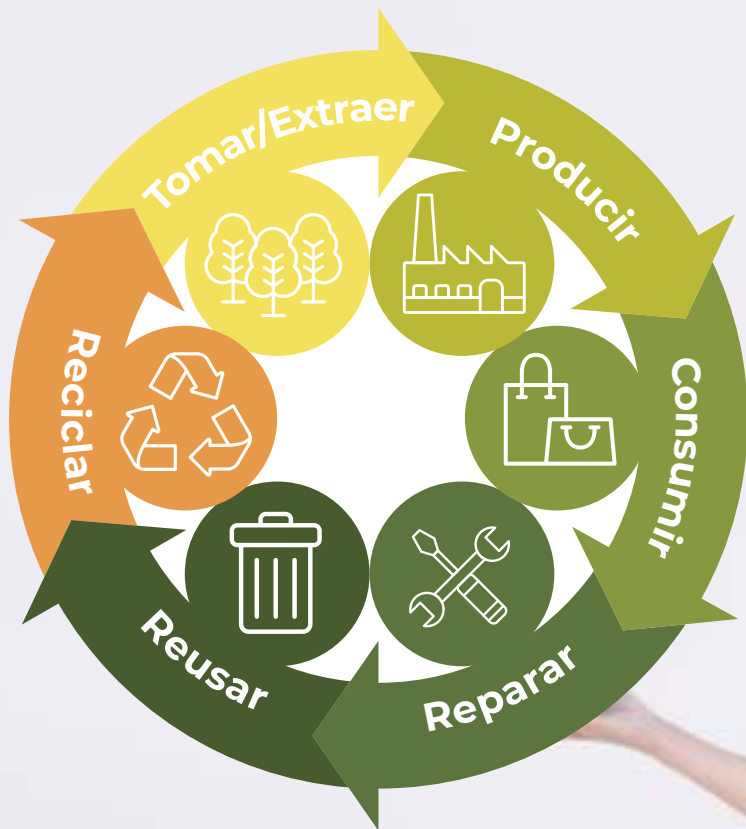 Tomar/Extraer
Producir
Consumir
Reparar
Reusar
Reciclar